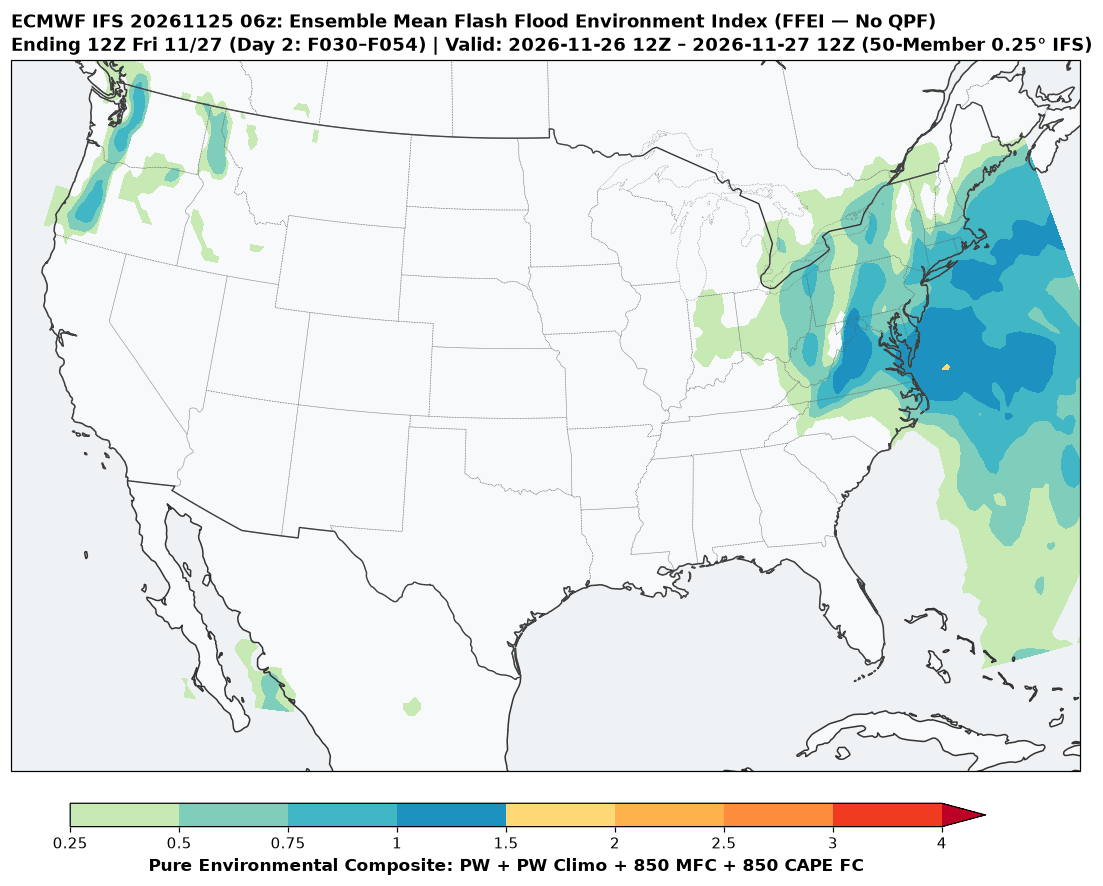 ECMWF IFS 20261125 06z: Ensemble Mean Flash Flood Environment Index (FFEI — No QPF)
Ending 12Z Fri 11/27 (Day 2: F030–F054) | Valid: 2026-11-26 12Z – 2026-11-27 12Z (50-Member 0.25° IFS)
0.25 0.5 0.75 1 1.5 2 2.5 3 4
Pure Environmental Composite: PW + PW Climo + 850 MFC + 850 CAPE FC